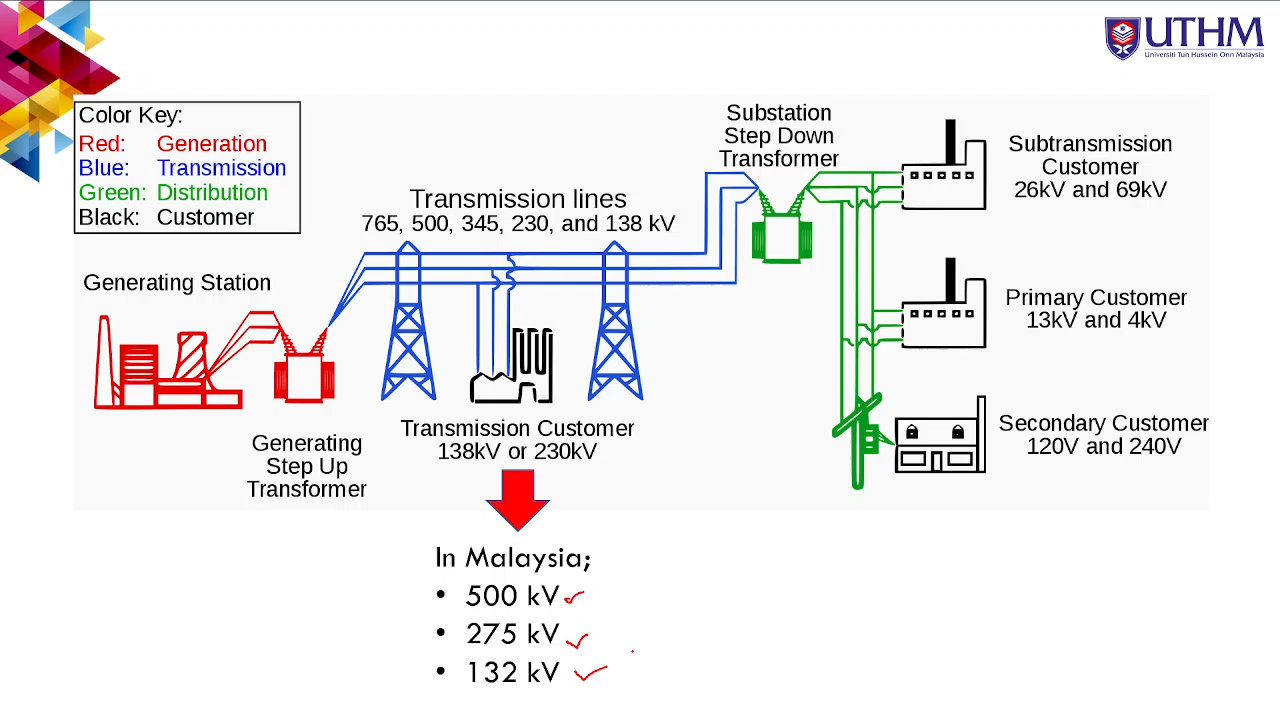 UTHM
Universiti Tun Hussein Onn Malaysia
Color Key:
Red: Generation
Blue: Transmission
Green: Distribution
Black: Customer
Generating Station
Generating
Step Up
Transformer
Transmission lines
765, 500, 345, 230, and 138 kV
Transmission Customer
138kV or 230kV
Substation
Step Down
Transformer
Subtransmission
Customer
26kV and 69kV
Primary Customer
13kV and 4kV
Secondary Customer
120V and 240V
In Malaysia;
• 500 kV
• 275 kV
• 132 kV